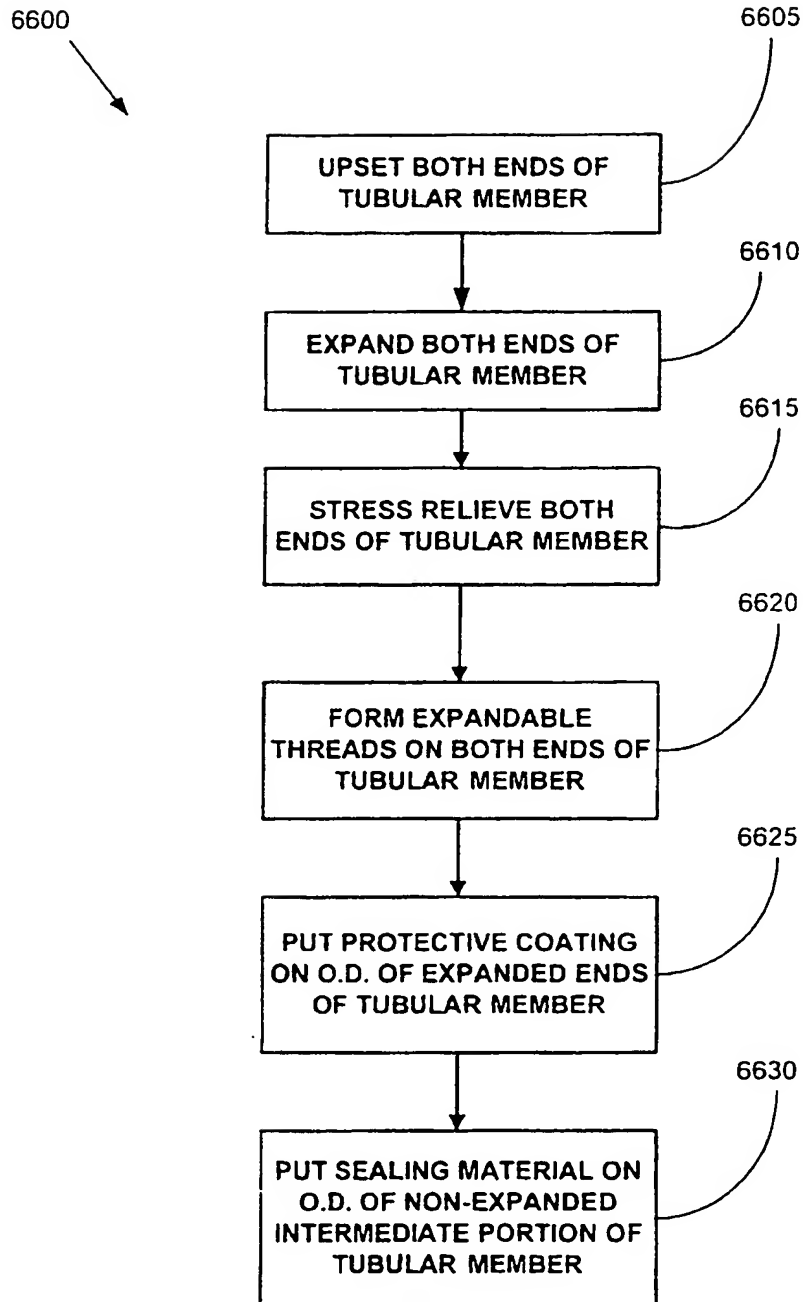 6600
6605
UPSET BOTH ENDS OF
TUBULAR MEMBER
6610
EXPAND BOTH ENDS OF
TUBULAR MEMBER
6615
STRESS RELIEVE BOTH
ENDS OF TUBULAR MEMBER
6620
FORM EXPANDABLE
THREADS ON BOTH ENDS OF
TUBULAR MEMBER
6625
PUT PROTECTIVE COATING
ON O.D. OF EXPANDED ENDS
OF TUBULAR MEMBER
6630
PUT SEALING MATERIAL ON
O.D. OF NON-EXPANDED
INTERMEDIATE PORTION OF
TUBULAR MEMBER